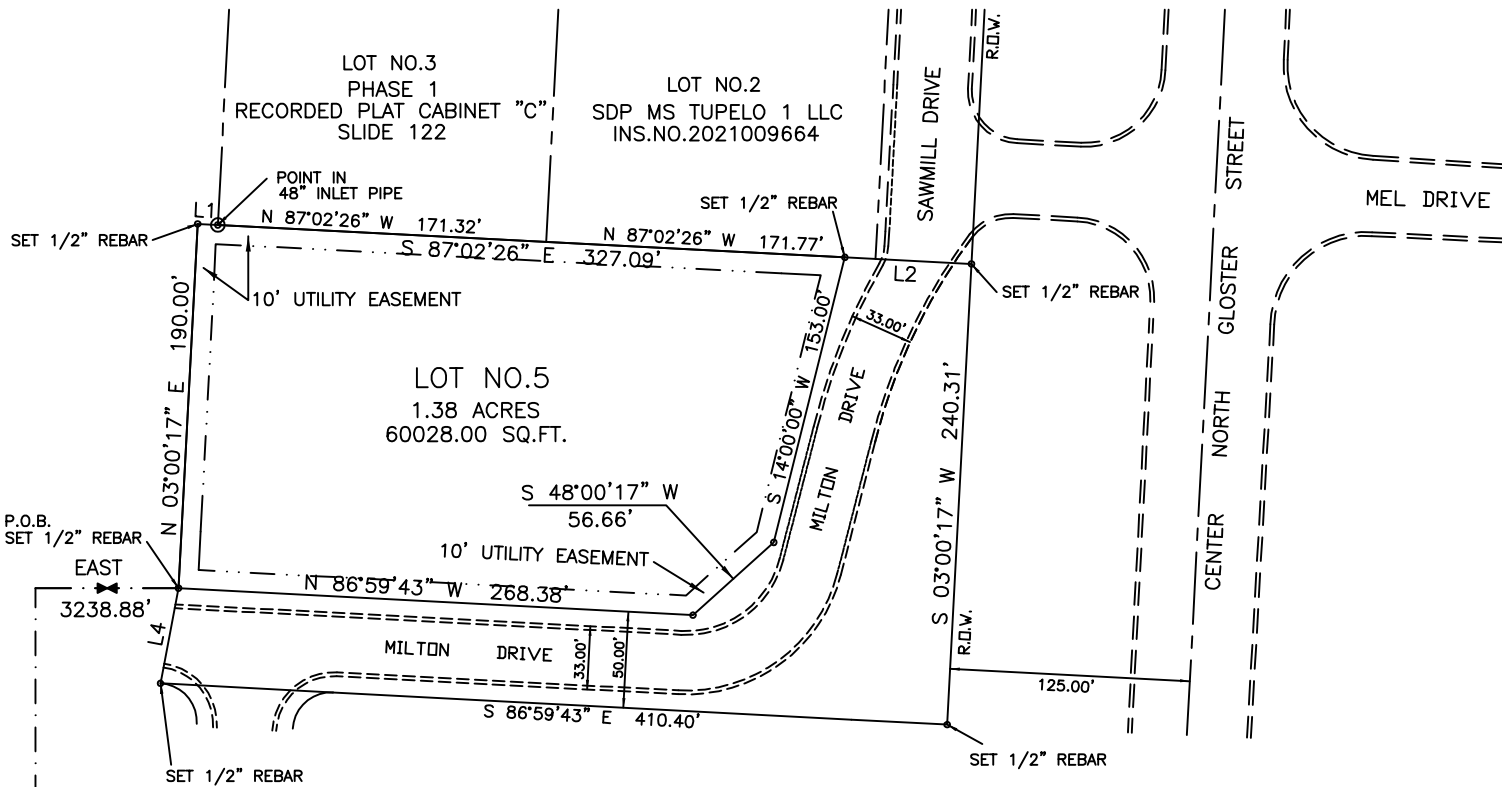 LOT NO.3
PHASE 1
RECORDED PLAT CABINET "C"
SLIDE 122
LOT NO.2
SDP MS TUPELO 1 LLC
INS.NO.2021009664
SAWMILL DRIVE
R.O.W.
CENTER NORTH GLOSTER STREET
MEL DRIVE
POINT IN
48" INLET PIPE
L1
SET 1/2" REBAR
N 87°02'26" W 171.32'
S 87°02'26" E 327.09'
N 87°02'26" W 171.77'
SET 1/2" REBAR
L2
SET 1/2" REBAR
10' UTILITY EASEMENT
N 03°00'17" E 190.00'
LOT NO.5
1.38 ACRES
60028.00 SQ.FT.
S 14°00'00" W 153.00'
33.00'
MILTON DRIVE
S 03°00'17" W 240.31'
R.O.W.
S 48°00'17" W
56.66'
10' UTILITY EASEMENT
P.O.B.
SET 1/2" REBAR
EAST
3238.88'
L4
N 86°59'43" W 268.38'
MILTON DRIVE
33.00'
50.00'
125.00'
S 86°59'43" E 410.40'
SET 1/2" REBAR
SET 1/2" REBAR